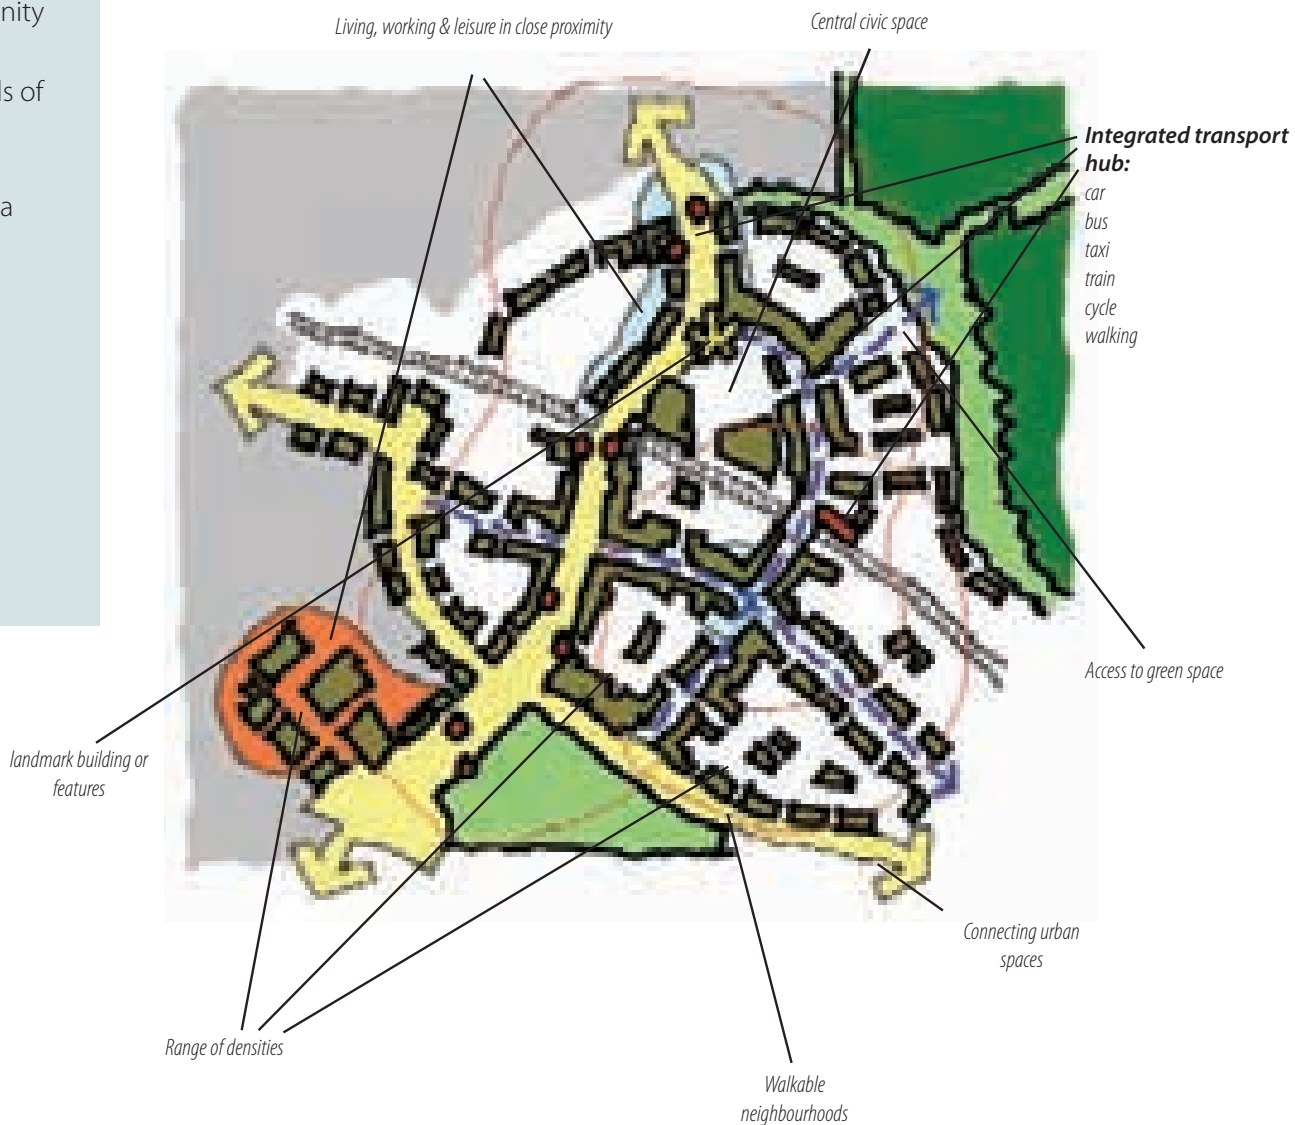 nity
ls of
a
Living, working & leisure in close proximity
Central civic space
Integrated transport
hub:
car
bus
taxi
train
cycle
walking
Access to green space
landmark building or
features
Connecting urban
spaces
Range of densities
Walkable
neighbourhoods